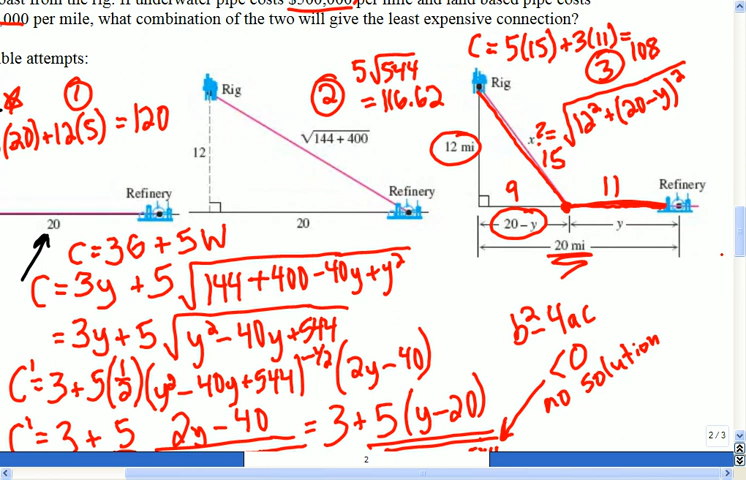 oast from the rig. If underwater pipe costs $500,000 per mile and land based pipe costs
000 per mile, what combination of the two will give the least expensive connection?
ble attempts:
①
(20)+12(5)=120
Rig
12
√144 + 400
Refinery
20
Refinery
20
② 5√544
=116.62
C=5(15)+3(11)=
108
③
Rig
12 mi
x?=√12²+(20-y)²
15
9
11
Refinery
20 – y
y
20 mi
C=3G+5W
C=3y+5√144+400-40y+y²
=3y+5√y²-40y+544
C'=3+5(1/2)(y²-40y+544)^-1/2(2y-40)
C'=3+5 2y-40 =3+5(y-20)
b²-4ac
<0
no solution
2 / 3
2